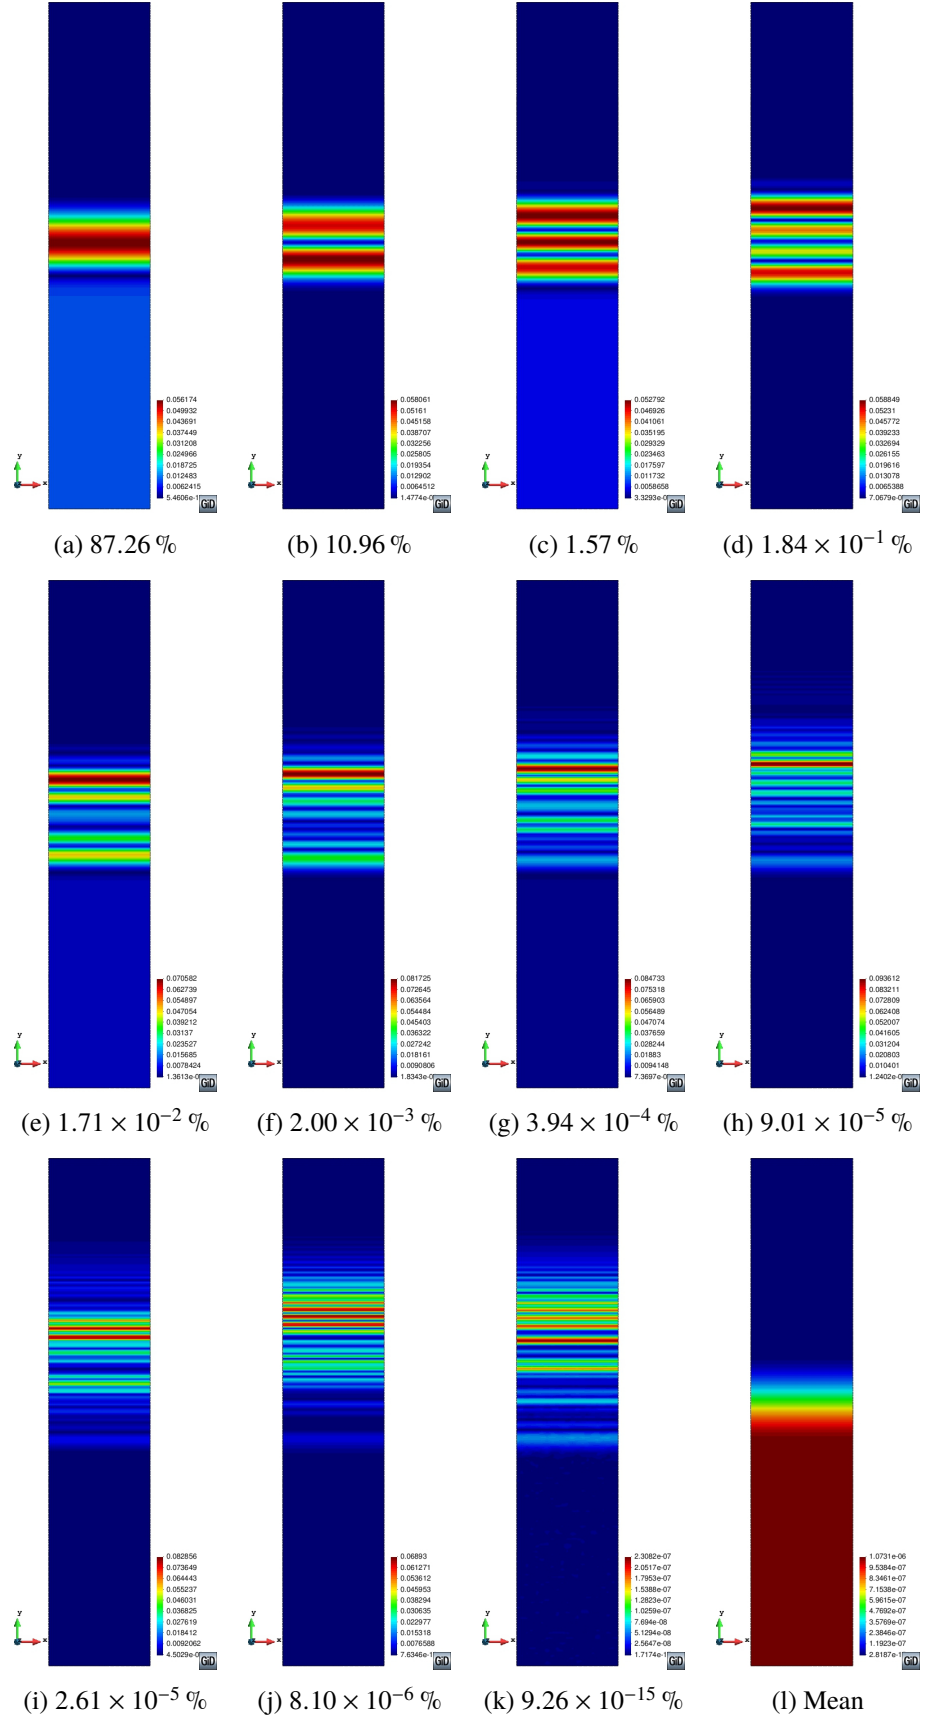 0.056174
0.049932
0.043691
0.037449
0.031208
0.024966
0.018725
0.012483
0.0062415
y
x
GiD
(a) 87.26 %
0.058061
0.05161
0.045158
0.038707
0.032256
0.025805
0.019354
0.012902
0.0064512
y
x
GiD
(b) 10.96 %
0.052792
0.046926
0.041061
0.035195
0.029329
0.023463
0.017597
0.011732
0.0058658
y
x
GiD
(c) 1.57 %
0.058849
0.05231
0.045772
0.039233
0.032694
0.026155
0.019616
0.013078
0.0065388
y
x
GiD
(d) 1.84 × 10⁻¹ %
0.070582
0.062739
0.054897
0.047054
0.039212
0.03137
0.023527
0.015685
0.0078424
y
x
GiD
(e) 1.71 × 10⁻² %
0.081725
0.072645
0.063564
0.054484
0.045403
0.036322
0.027242
0.018161
0.0090806
y
x
GiD
(f) 2.00 × 10⁻³ %
0.084733
0.075318
0.065903
0.056489
0.047074
0.037659
0.028244
0.01883
0.0094148
y
x
GiD
(g) 3.94 × 10⁻⁴ %
0.093612
0.083211
0.072809
0.062408
0.052007
0.041605
0.031204
0.020803
0.010401
y
x
GiD
(h) 9.01 × 10⁻⁵ %
0.082856
0.073649
0.064443
0.055237
0.046031
0.036825
0.027619
0.018412
0.0092062
y
x
GiD
(i) 2.61 × 10⁻⁵ %
0.06893
0.061271
0.053612
0.045953
0.038294
0.030635
0.022977
0.015318
0.0076588
y
x
GiD
(j) 8.10 × 10⁻⁶ %
2.3082e-07
2.0517e-07
1.7953e-07
1.5388e-07
1.2823e-07
1.0259e-07
7.694e-08
5.1294e-08
2.5647e-08
y
x
GiD
(k) 9.26 × 10⁻¹⁵ %
1.0731e-06
9.5384e-07
8.3461e-07
7.1538e-07
5.9615e-07
4.7692e-07
3.5769e-07
2.3846e-07
1.1923e-07
y
x
GiD
(l) Mean